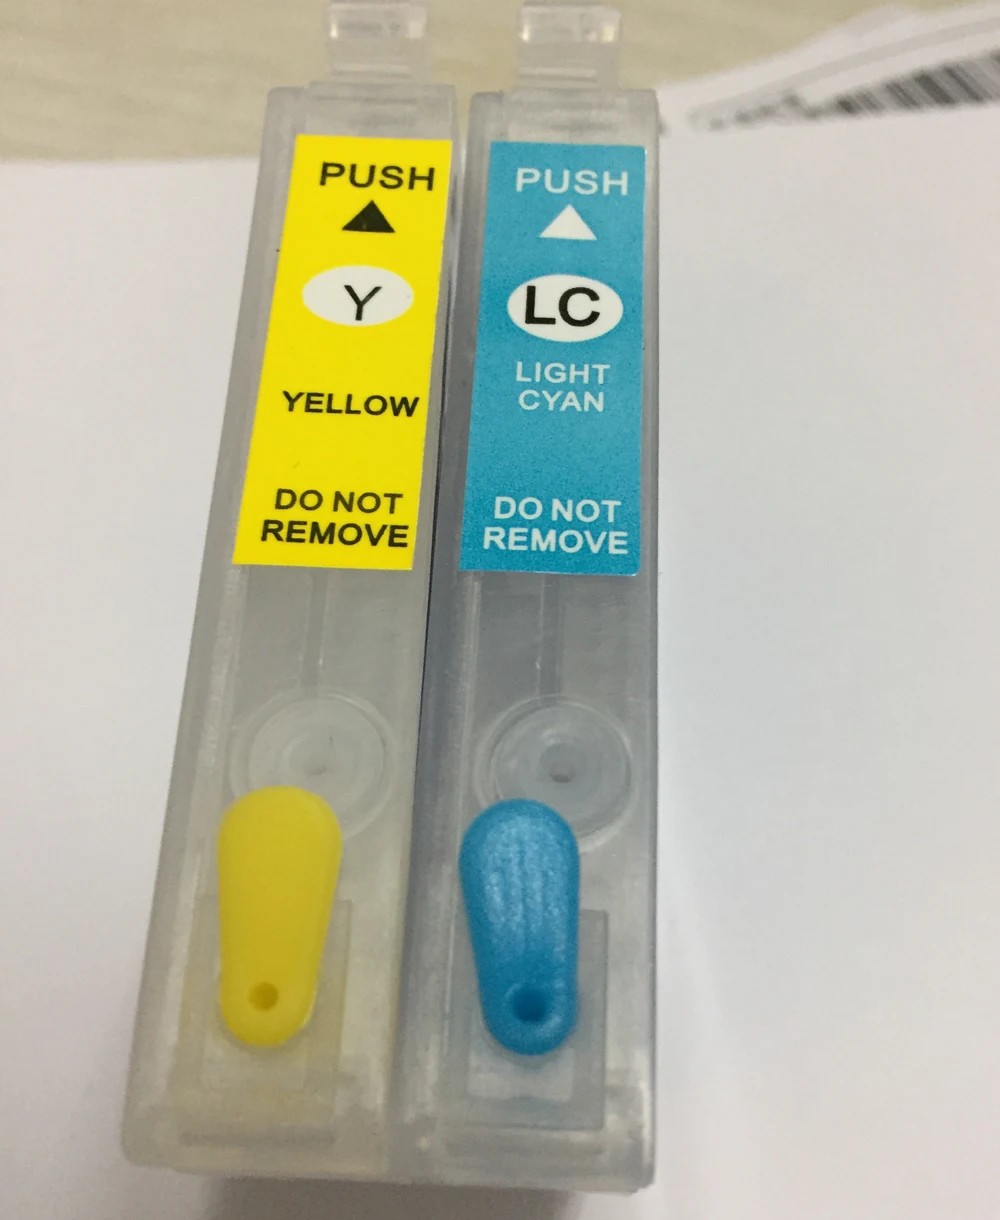 PUSH
Y
YELLOW
DO NOT
REMOVE
PUSH
LC
LIGHT
CYAN
DO NOT
REMOVE